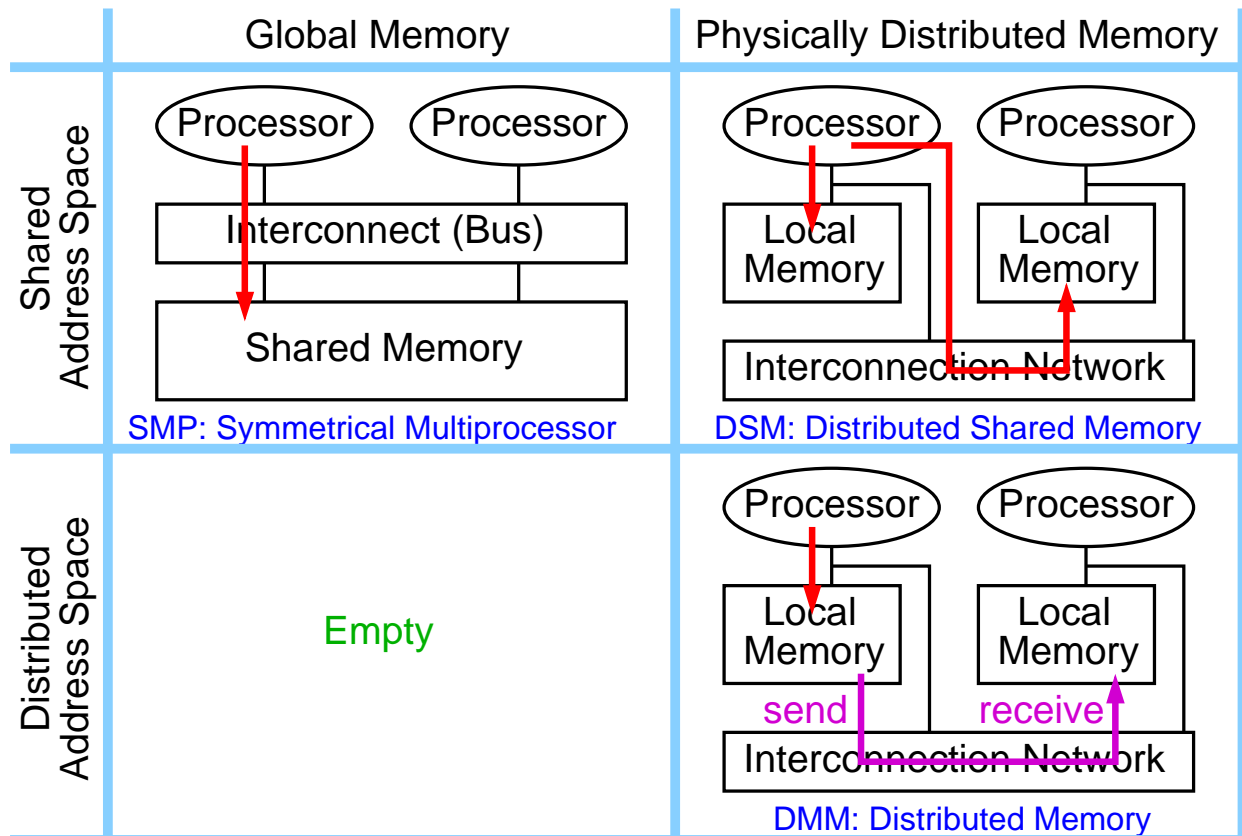 Global Memory
Physically Distributed Memory
Shared
Address Space
Processor
Processor
Interconnect (Bus)
Shared Memory
SMP: Symmetrical Multiprocessor
Processor
Processor
Local
Memory
Local
Memory
Interconnection Network
DSM: Distributed Shared Memory
Distributed
Address Space
Empty
Processor
Processor
Local
Memory
Local
Memory
send
receive
Interconnection Network
DMM: Distributed Memory